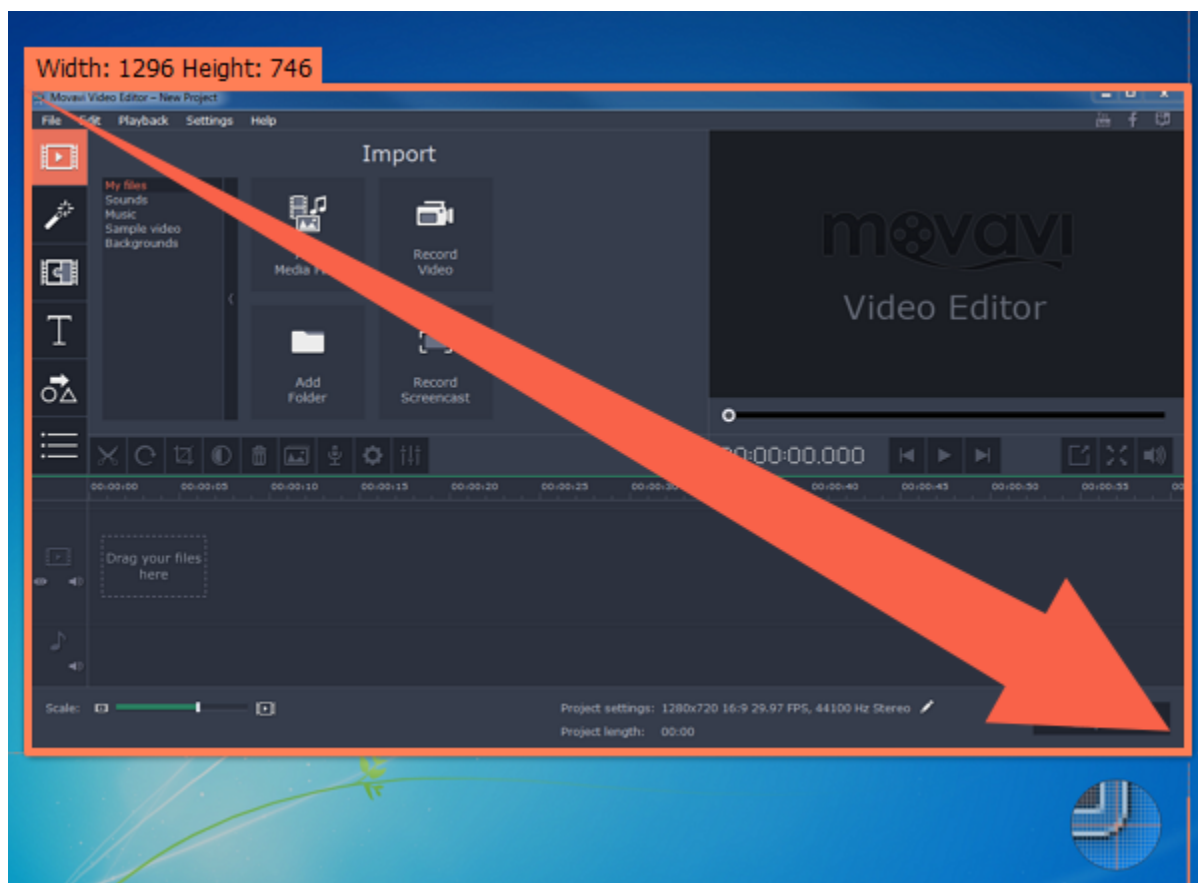 Width: 1296 Height: 746
Movavi Video Editor – New Project
File Edit Playback Settings Help
Import
My files
Sounds
Music
Sample video
Backgrounds
Media
Record
Video
Add
Folder
Record
Screencast
movavi
Video Editor
00:00:00.000
00:00:00 00:00:05 00:00:10 00:00:15 00:00:20 00:00:25 00:00:40 00:00:45 00:00:50 00:00:55
Drag your files
here
Scale:
Project settings: 1280x720 16:9 29.97 FPS, 44100 Hz Stereo
Project length: 00:00